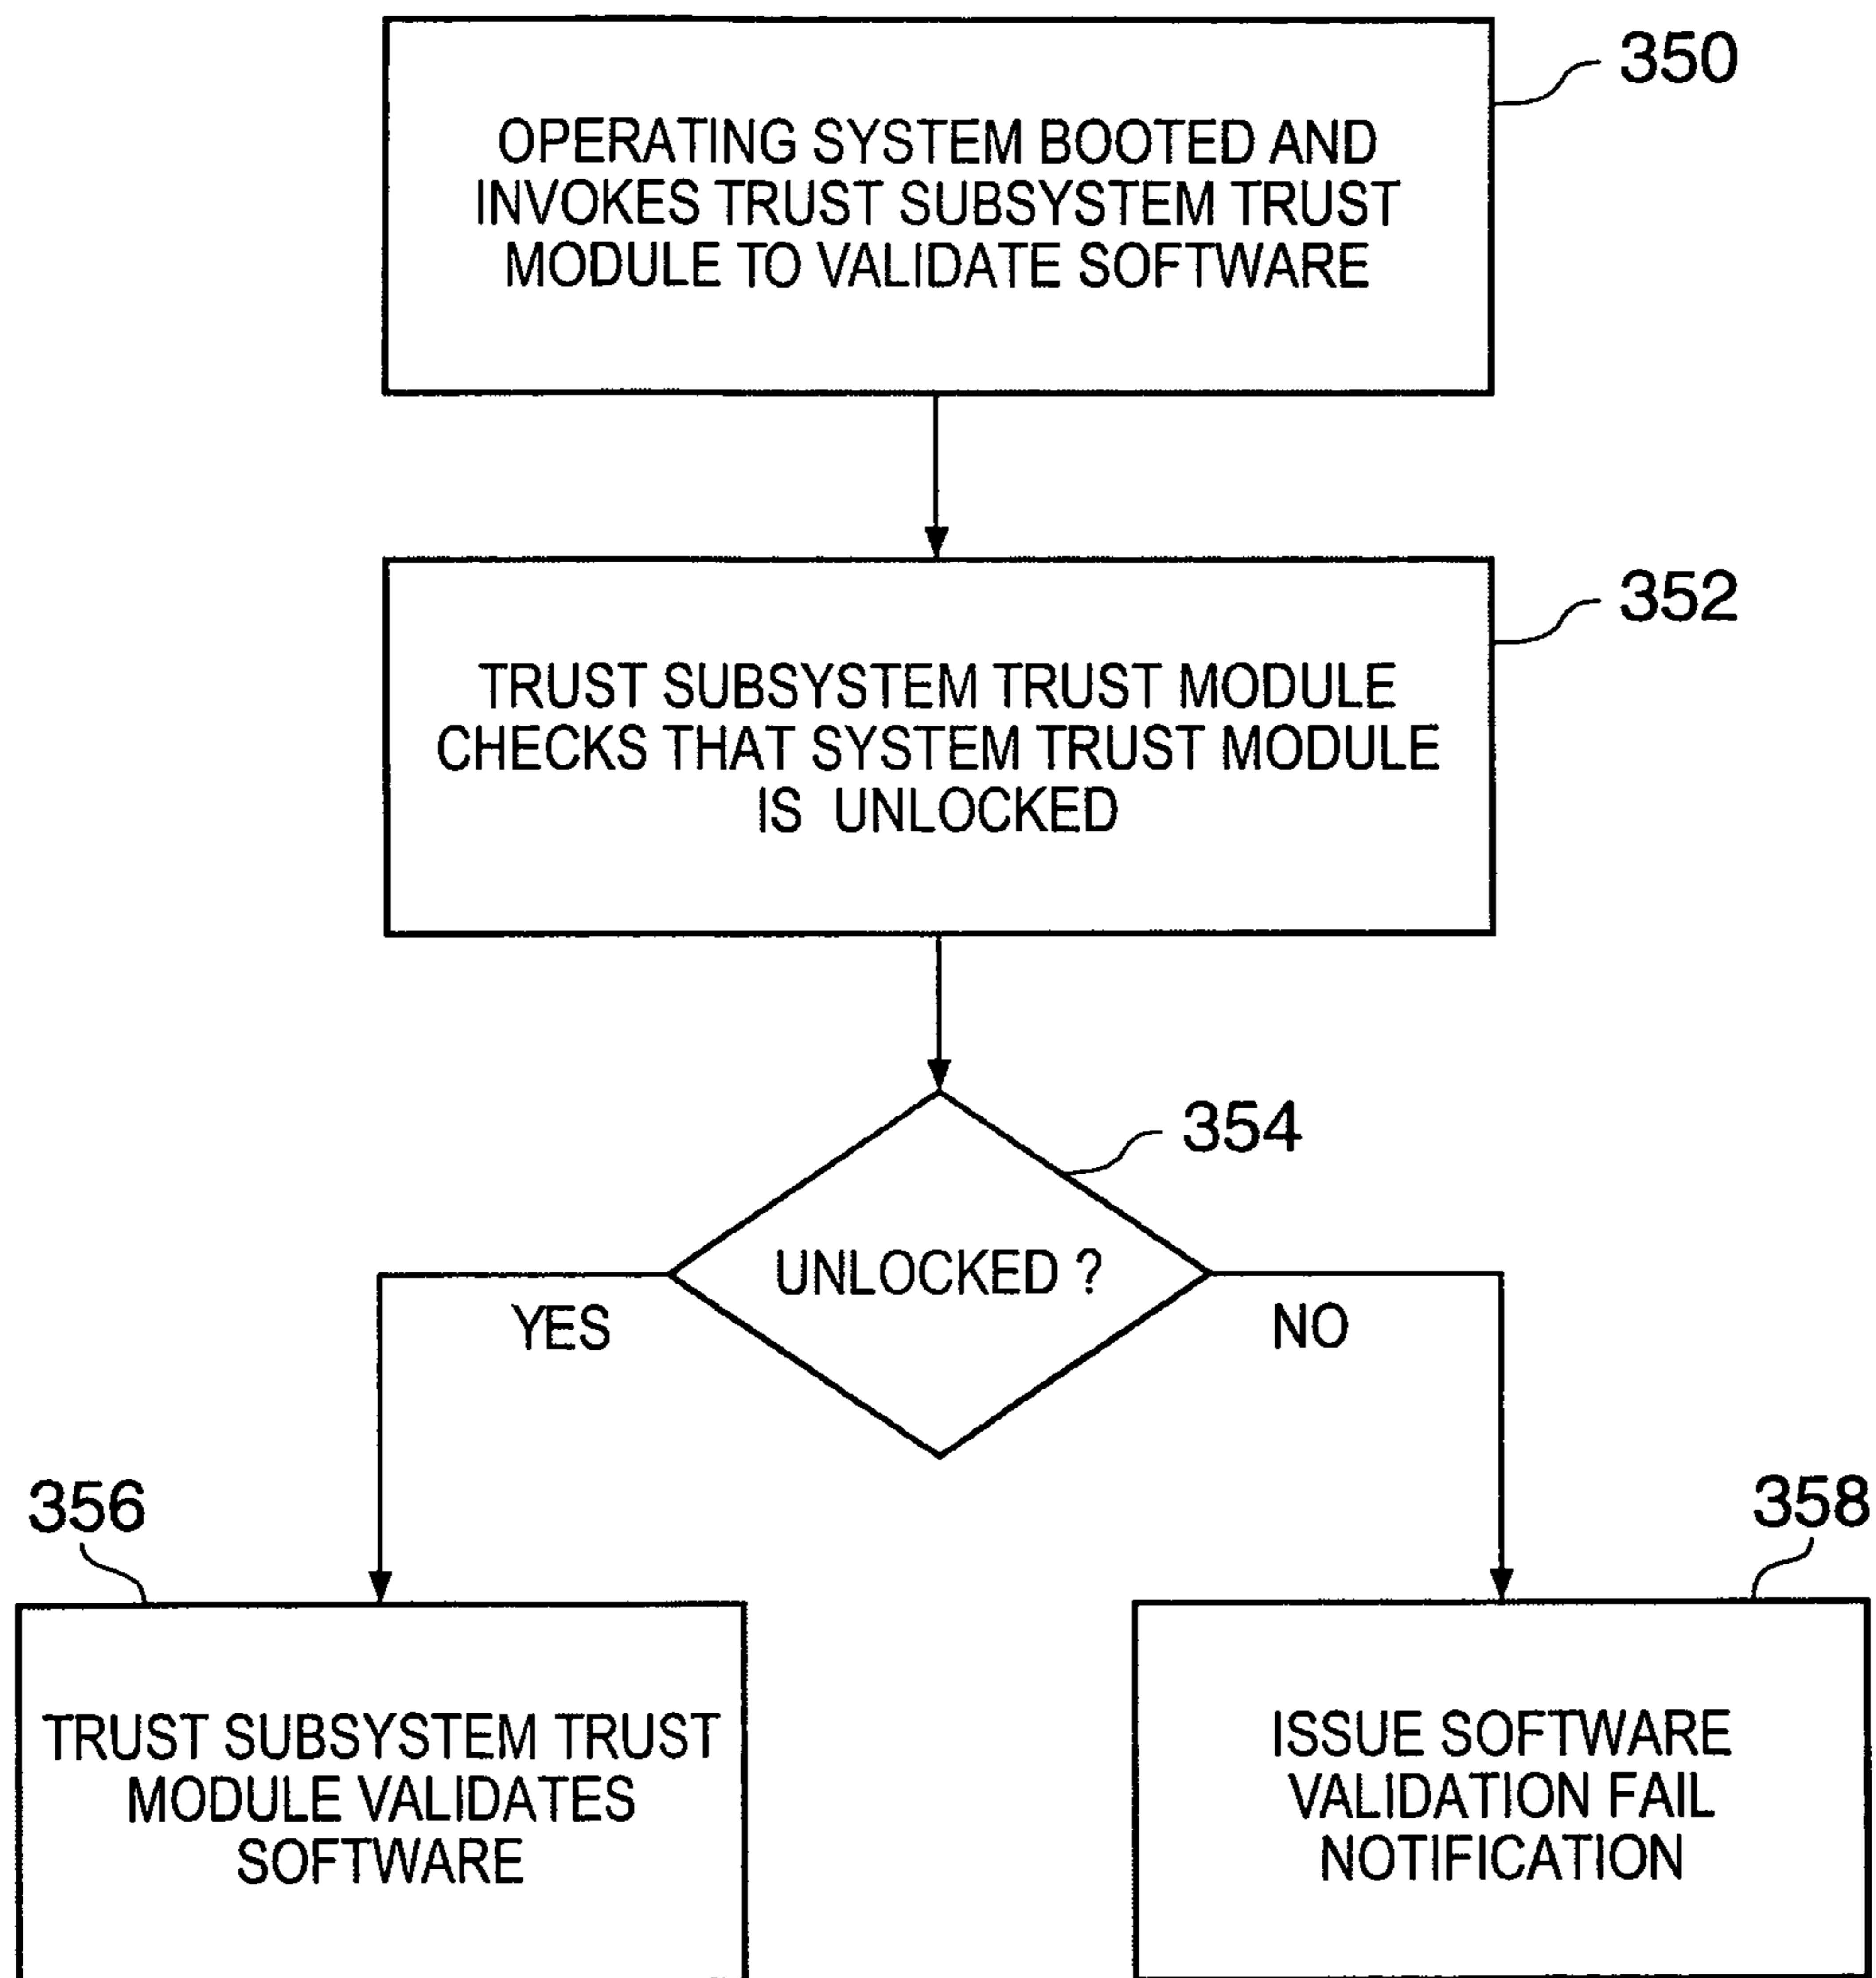 350
OPERATING SYSTEM BOOTED AND
INVOKES TRUST SUBSYSTEM TRUST
MODULE TO VALIDATE SOFTWARE
352
TRUST SUBSYSTEM TRUST MODULE
CHECKS THAT SYSTEM TRUST MODULE
IS UNLOCKED
354
UNLOCKED ?
YES
NO
356
358
TRUST SUBSYSTEM TRUST
MODULE VALIDATES
SOFTWARE
ISSUE SOFTWARE
VALIDATION FAIL
NOTIFICATION